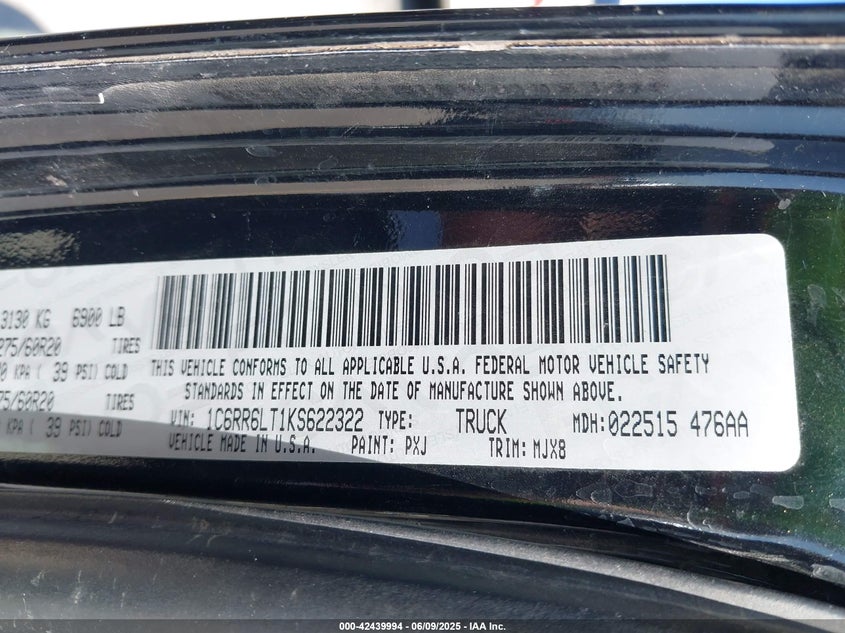 3130 KG 6900 LB
275/60R20 TIRES
KPA ( 39 PSI) COLD
75/60R20 TIRES
KPA ( 39 PSI) COLD
THIS VEHICLE CONFORMS TO ALL APPLICABLE U.S.A. FEDERAL MOTOR VEHICLE SAFETY
STANDARDS IN EFFECT ON THE DATE OF MANUFACTURE SHOWN ABOVE.
VIN: 1C6RR6LT1KS622322 TYPE: TRUCK MDH:022515 476AA
VEHICLE MADE IN U.S.A. PAINT: PXJ TRIM: MJX8
000-42439994 | 06/09/2025 - IAA Inc.